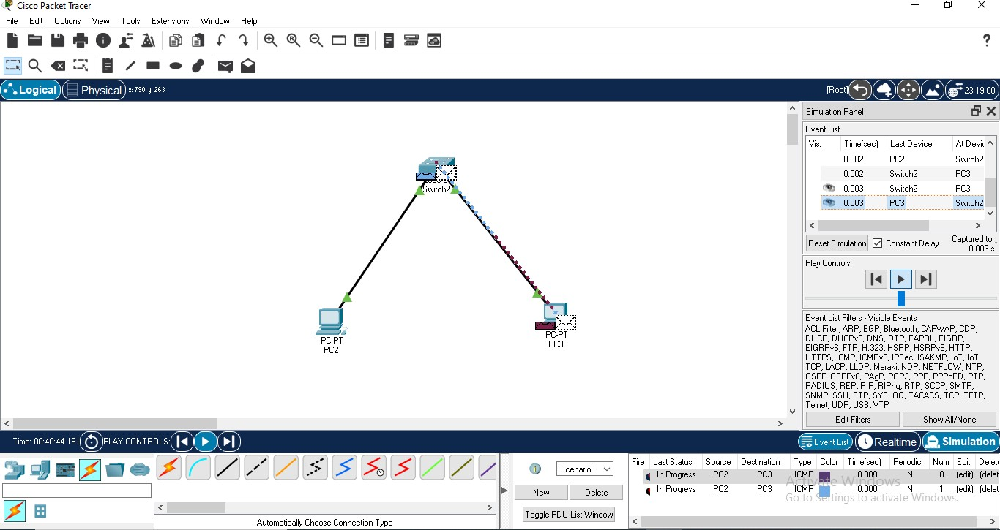 Cisco Packet Tracer
File Edit Options View Tools Extensions Window Help
Logical Physical x: 790, y: 263 [Root] 23:19:00
Simulation Panel
Event List
Vis. Time(sec) Last Device At Devic
0.002 PC2 Switch2
0.002 Switch2 PC3
0.003 Switch2 PC3
0.003 PC3 Switch2
Reset Simulation Constant Delay Captured to:
0.003 s
Play Controls
Switch2
PC-PT
PC2
PC-PT
PC3
Event List Filters - Visible Events
ACL Filter, ARP, BGP, Bluetooth, CAPWAP, CDP,
DHCP, DHCPv6, DNS, DTP, EAPOL, EIGRP,
EIGRPv6, FTP, H.323, HSRP, HSRPv6, HTTP,
HTTPS, ICMP, ICMPv6, IPSec, ISAKMP, IoT, IoT
TCP, LACP, LLDP, Meraki, NDP, NETFLOW, NTP,
OSPF, OSPFv6, PAgP, POP3, PPP, PPPoED, PTP,
RADIUS, REP, RIP, RIPng, RTP, SCCP, SMTP,
SNMP, SSH, STP, SYSLOG, TACACS, TCP, TFTP,
Telnet, UDP, USB, VTP
Edit Filters Show All/None
Time: 00:40:44.191 PLAY CONTROLS: Event List Realtime Simulation
Automatically Choose Connection Type
Scenario 0
New Delete
Toggle PDU List Window
Fire Last Status Source Destination Type Color Time(sec) Periodic Num Edit Delete
In Progress PC2 PC3 ICMP 0.000 N 0 (edit) (delet
In Progress PC2 PC3 ICMP 0.000 N 1 (edit) (delet
Activate Windows
Go to Settings to activate Windows.